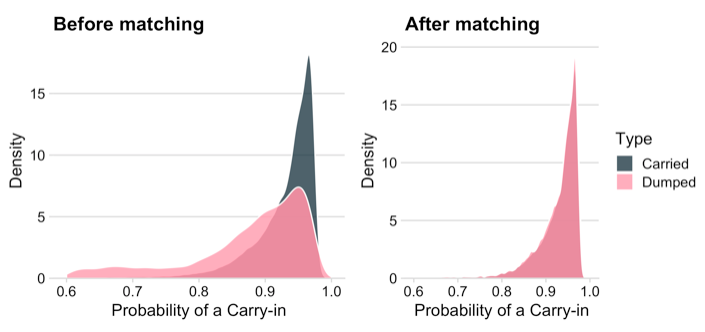 Before matching
Density
15
10
5
0
0.6 0.7 0.8 0.9 1.0
Probability of a Carry-in
After matching
Density
20
15
10
5
0
0.6 0.7 0.8 0.9 1.0
Probability of a Carry-in
Type
Carried
Dumped